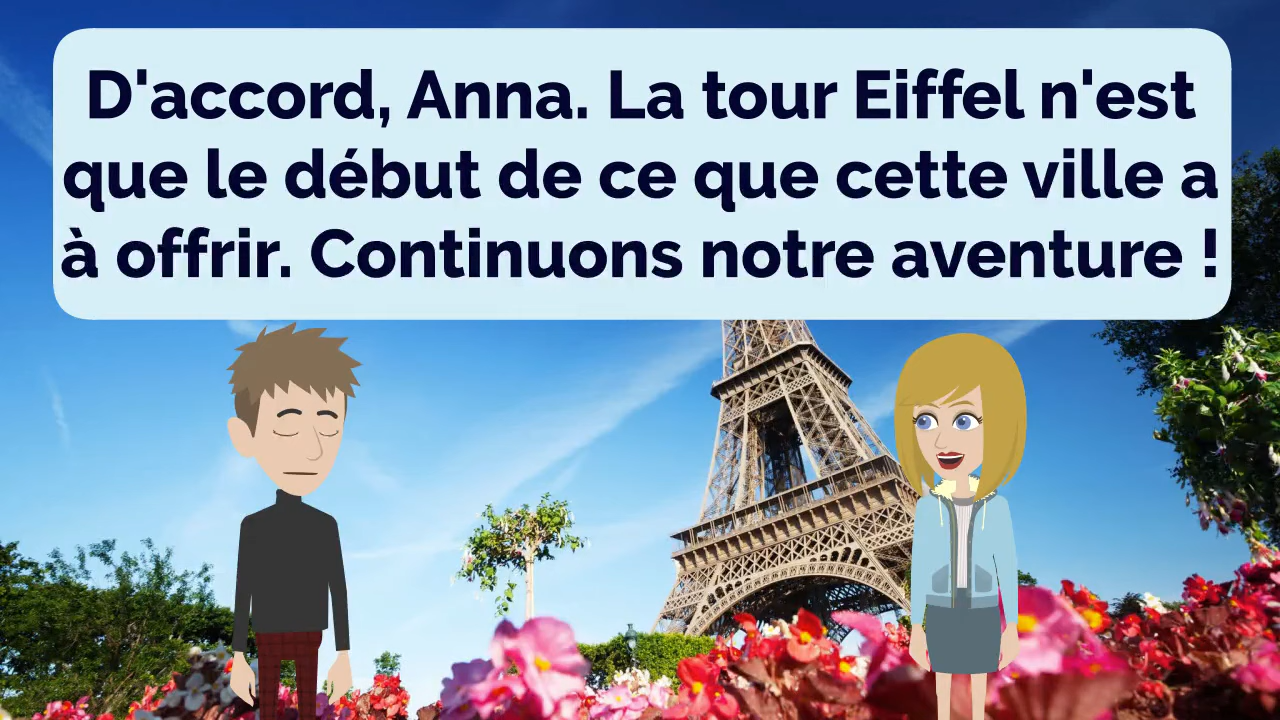 D'accord, Anna. La tour Eiffel n'est
que le début de ce que cette ville a
à offrir. Continuons notre aventure !